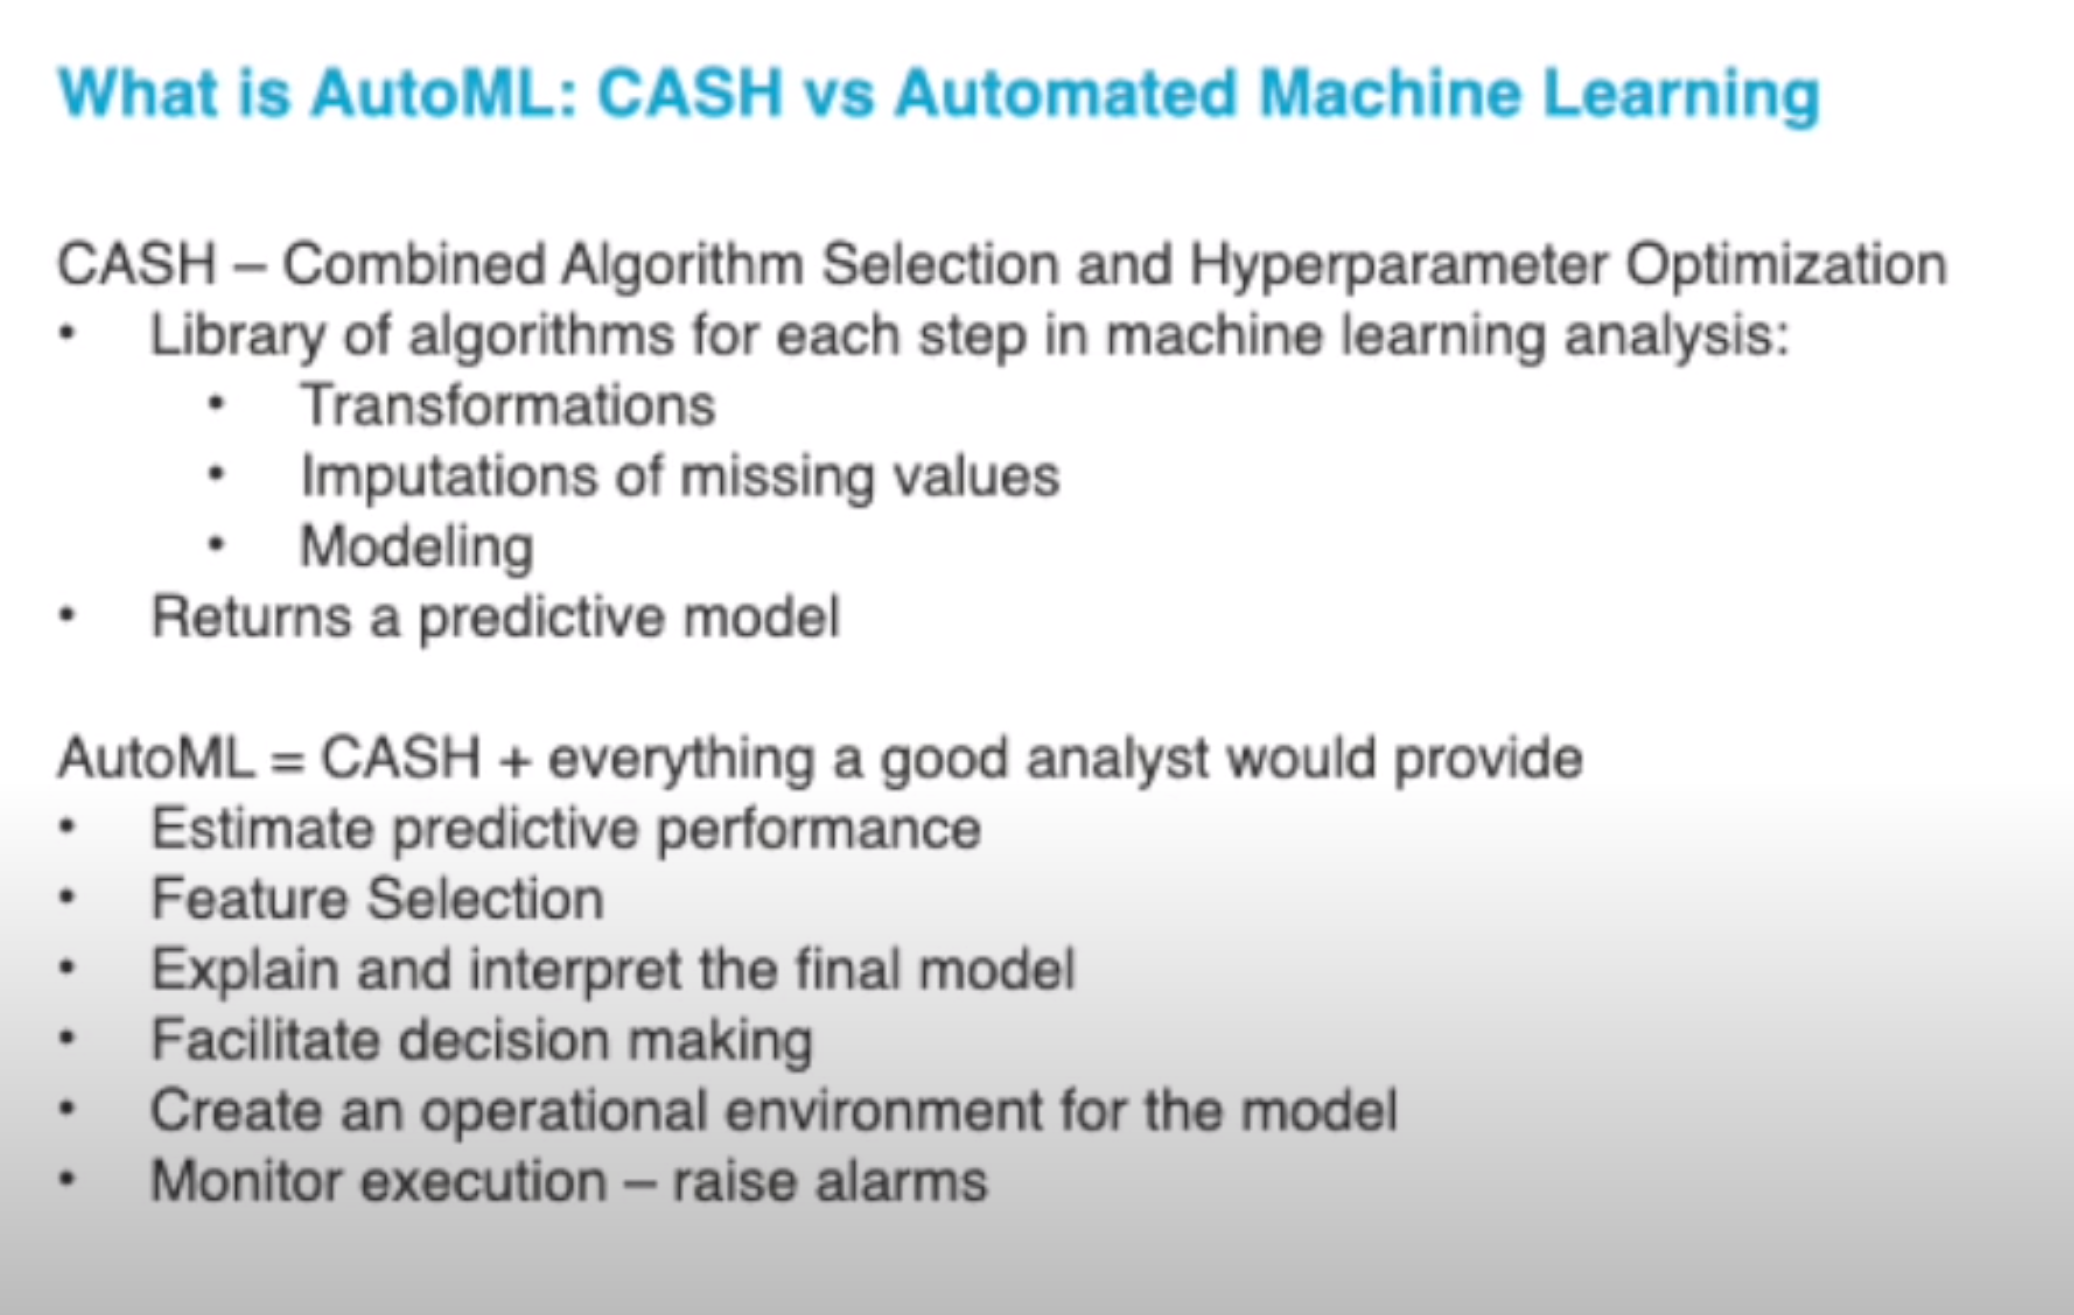 What is AutoML: CASH vs Automated Machine Learning
CASH – Combined Algorithm Selection and Hyperparameter Optimization
• Library of algorithms for each step in machine learning analysis:
• Transformations
• Imputations of missing values
• Modeling
• Returns a predictive model
AutoML = CASH + everything a good analyst would provide
• Estimate predictive performance
• Feature Selection
• Explain and interpret the final model
• Facilitate decision making
• Create an operational environment for the model
• Monitor execution – raise alarms